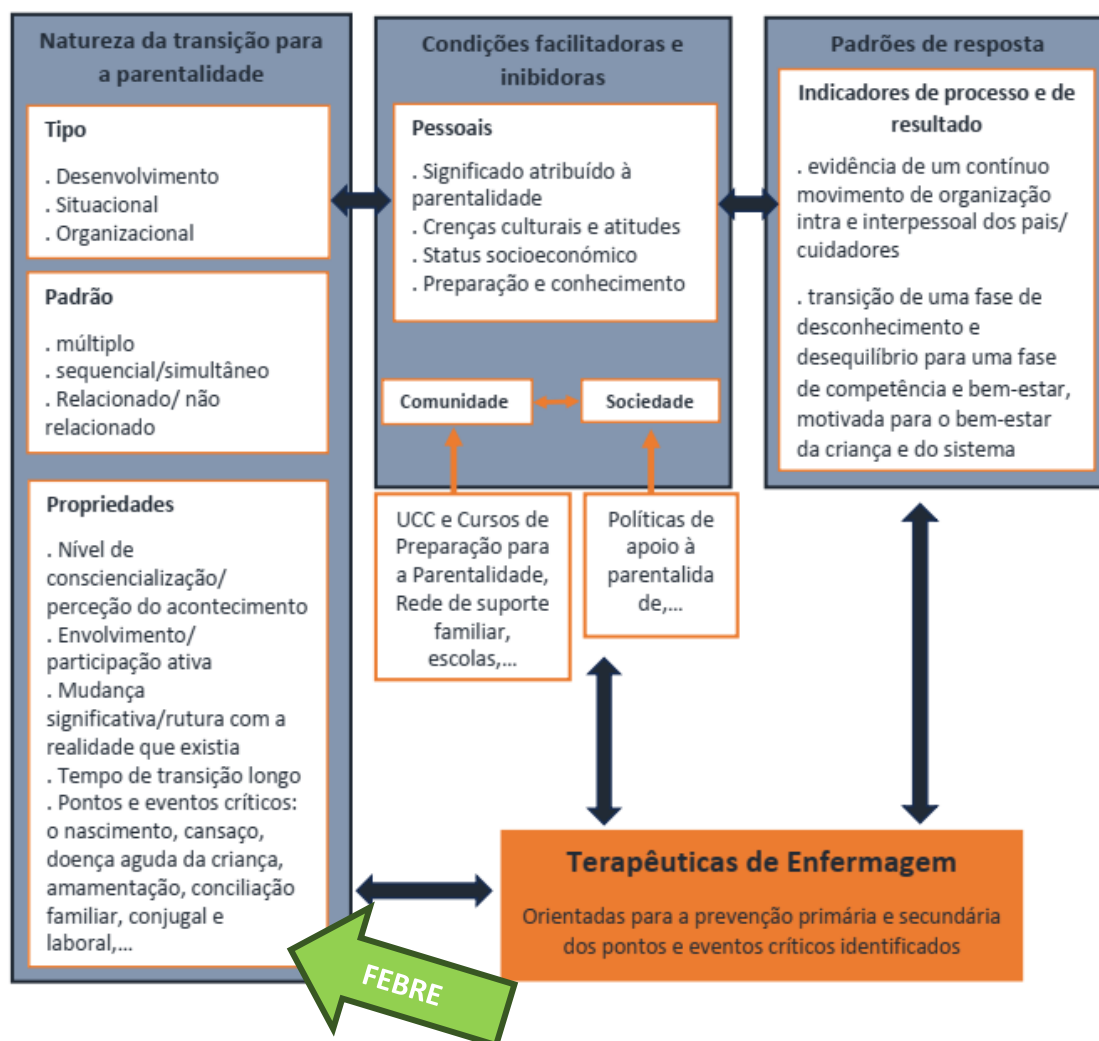 Natureza da transição para
a parentalidade
Tipo
. Desenvolvimento
. Situacional
. Organizacional
Padrão
. múltiplo
. sequencial/simultâneo
. Relacionado/ não
relacionado
Propriedades
. Nível de
consciencialização/
perceção do acontecimento
. Envolvimento/
participação ativa
. Mudança
significativa/rutura com a
realidade que existia
. Tempo de transição longo
. Pontos e eventos críticos:
o nascimento, cansaço,
doença aguda da criança,
amamentação, conciliação
familiar, conjugal e
laboral,...
Condições facilitadoras e
inibidoras
Pessoais
. Significado atribuído à
parentalidade
. Crenças culturais e atitudes
. Status socioeconómico
. Preparação e conhecimento
Comunidade
Sociedade
UCC e Cursos de
Preparação para
a Parentalidade,
Rede de suporte
familiar,
escolas,...
Políticas de
apoio à
parentalida
de,...
Padrões de resposta
Indicadores de processo e de
resultado
. evidência de um contínuo
movimento de organização
intra e interpessoal dos pais/
cuidadores
. transição de uma fase de
desconhecimento e
desequilíbrio para uma fase
de competência e bem-estar,
motivada para o bem-estar
da criança e do sistema
Terapêuticas de Enfermagem
Orientadas para a prevenção primária e secundária
dos pontos e eventos críticos identificados
FEBRE